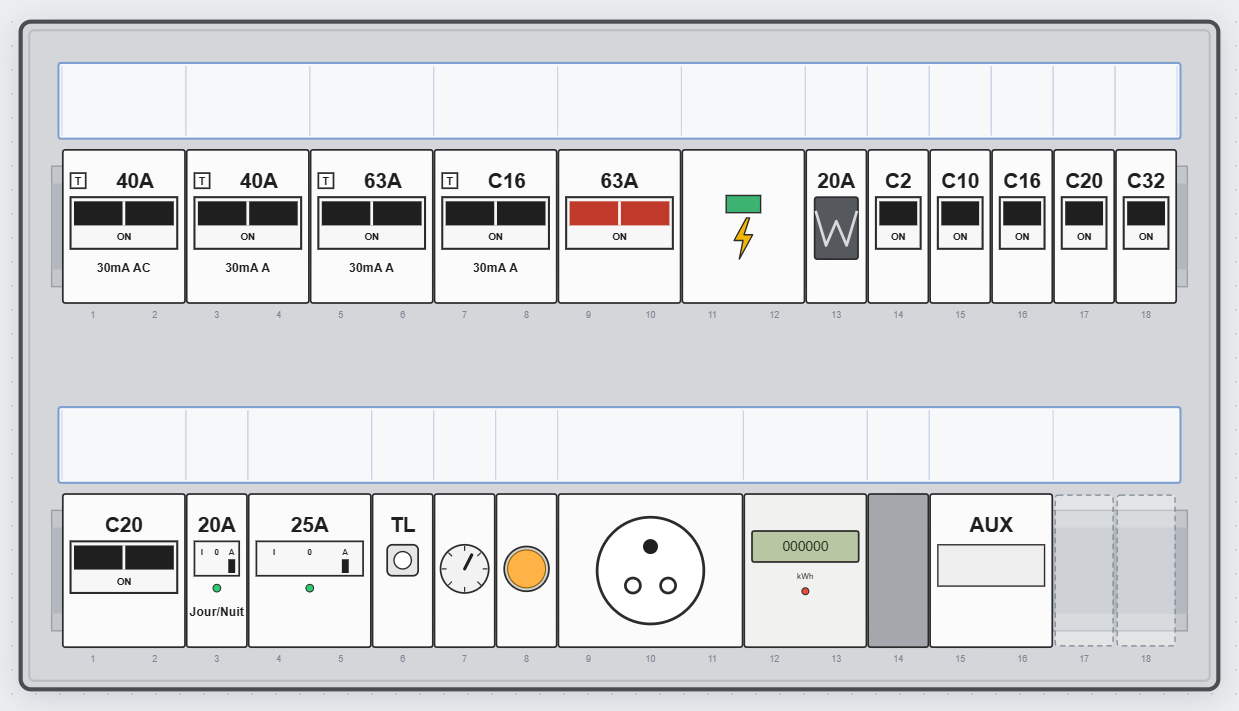 T 40A T 40A T 63A T C16 63A 20A C2 C10 C16 C20 C32
ON ON ON ON ON ON ON ON ON ON
30mA AC 30mA A 30mA A 30mA A
1 2 3 4 5 6 7 8 9 10 11 12 13 14 15 16 17 18
C20 20A 25A TL AUX
I 0 A I 0 A 000000
ON kWh
Jour/Nuit
1 2 3 4 5 6 7 8 9 10 11 12 13 14 15 16 17 18